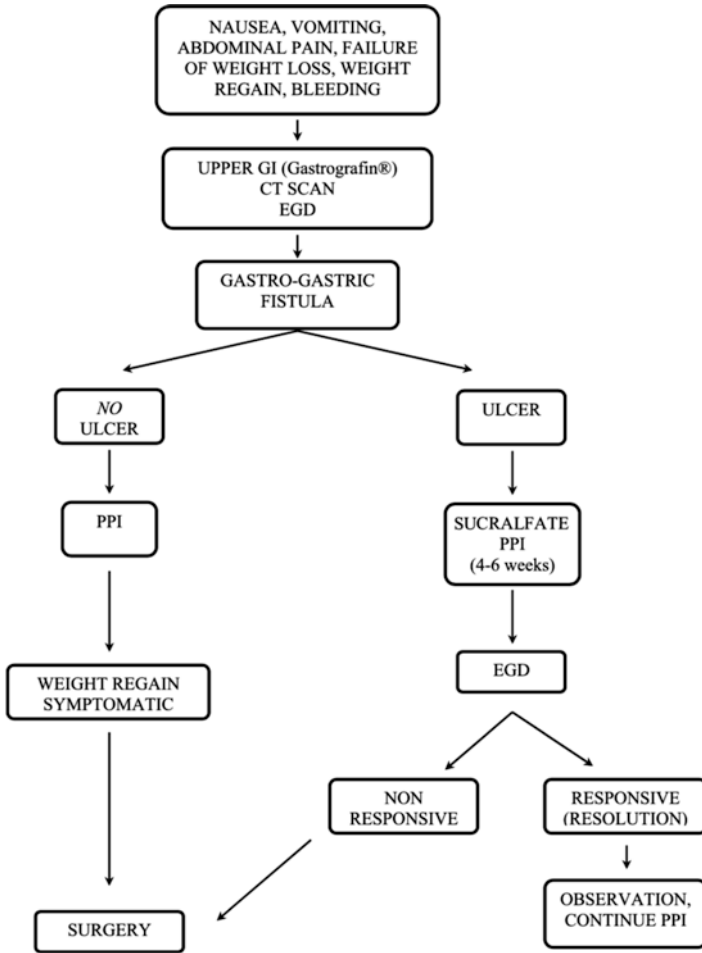 NAUSEA, VOMITING,
ABDOMINAL PAIN, FAILURE
OF WEIGHT LOSS, WEIGHT
REGAIN, BLEEDING
UPPER GI (Gastrografin®)
CT SCAN
EGD
GASTRO-GASTRIC
FISTULA
NO
ULCER
ULCER
PPI
SUCRALFATE
PPI
(4-6 weeks)
WEIGHT REGAIN
SYMPTOMATIC
EGD
NON
RESPONSIVE
RESPONSIVE
(RESOLUTION)
SURGERY
OBSERVATION,
CONTINUE PPI